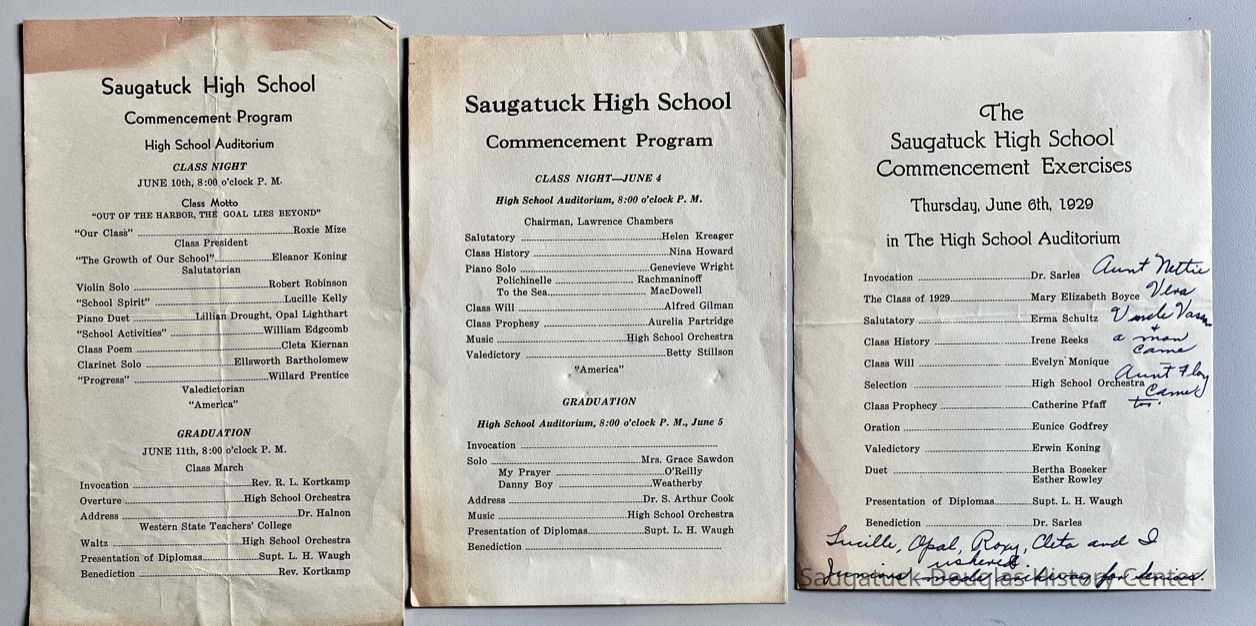 Saugatuck High School
Commencement Program
High School Auditorium
CLASS NIGHT
JUNE 10th, 8:00 o'clock P. M.
Class Motto
"OUT OF THE HARBOR, THE GOAL LIES BEYOND"
"Our Class" ........ Roxie Mize
Class President
"The Growth of Our School" ........ Eleanor Koning
Salutatorian
Violin Solo ........ Robert Robinson
"School Spirit" ........ Lucille Kelly
Piano Duet ........ Lillian Drought, Opal Lighthart
"School Activities" ........ William Edgcomb
Class Poem ........ Cleta Kiernan
Clarinet Solo ........ Ellsworth Bartholomew
"Progress" ........ Willard Prentice
Valedictorian
"America"
GRADUATION
JUNE 11th, 8:00 o'clock P. M.
Class March
Invocation ........ Rev. R. L. Kortkamp
Overture ........ High School Orchestra
Address ........ Dr. Halnon
Western State Teachers' College
Waltz ........ High School Orchestra
Presentation of Diplomas ........ Supt. L. H. Waugh
Benediction ........ Rev. Kortkamp
Saugatuck High School
Commencement Program
CLASS NIGHT—JUNE 4
High School Auditorium, 8:00 o'clock P. M.
Chairman, Lawrence Chambers
Salutatory ........ Helen Kreager
Class History ........ Nina Howard
Piano Solo ........ Genevieve Wright
Polichinelle ........ Rachmaninoff
To the Sea ........ MacDowell
Class Will ........ Alfred Gilman
Class Prophesy ........ Aurelia Partridge
Music ........ High School Orchestra
Valedictory ........ Betty Stillson
"America"
GRADUATION
High School Auditorium, 8:00 o'clock P. M., June 5
Invocation ........
Solo ........ Mrs. Grace Sawdon
My Prayer ........ O'Reilly
Danny Boy ........ Weatherby
Address ........ Dr. S. Arthur Cook
Music ........ High School Orchestra
Presentation of Diplomas ........ Supt. L. H. Waugh
Benediction ........
The
Saugatuck High School
Commencement Exercises
Thursday, June 6th, 1929
in The High School Auditorium
Invocation ........ Dr. Sarles Aunt Nettie
The Class of 1929 ........ Mary Elizabeth Boyce Vera
Salutatory ........ Erma Schultz Uncle
Class History ........ Irene Reeks + a man
came
Class Will ........ Evelyn Monique
Selection ........ High School Orchestra Aunt Floy
came
Class Prophecy ........ Catherine Pfaff too.
Oration ........ Eunice Godfrey
Valedictory ........ Erwin Koning
Duet ........ Bertha Boseker
Esther Rowley
Presentation of Diplomas ........ Supt. L. H. Waugh
Benediction ........ Dr. Sarles
Lucille, Opal, Roxy, Cleta and I
ushered
made for
Saugatuck-Douglas History Center